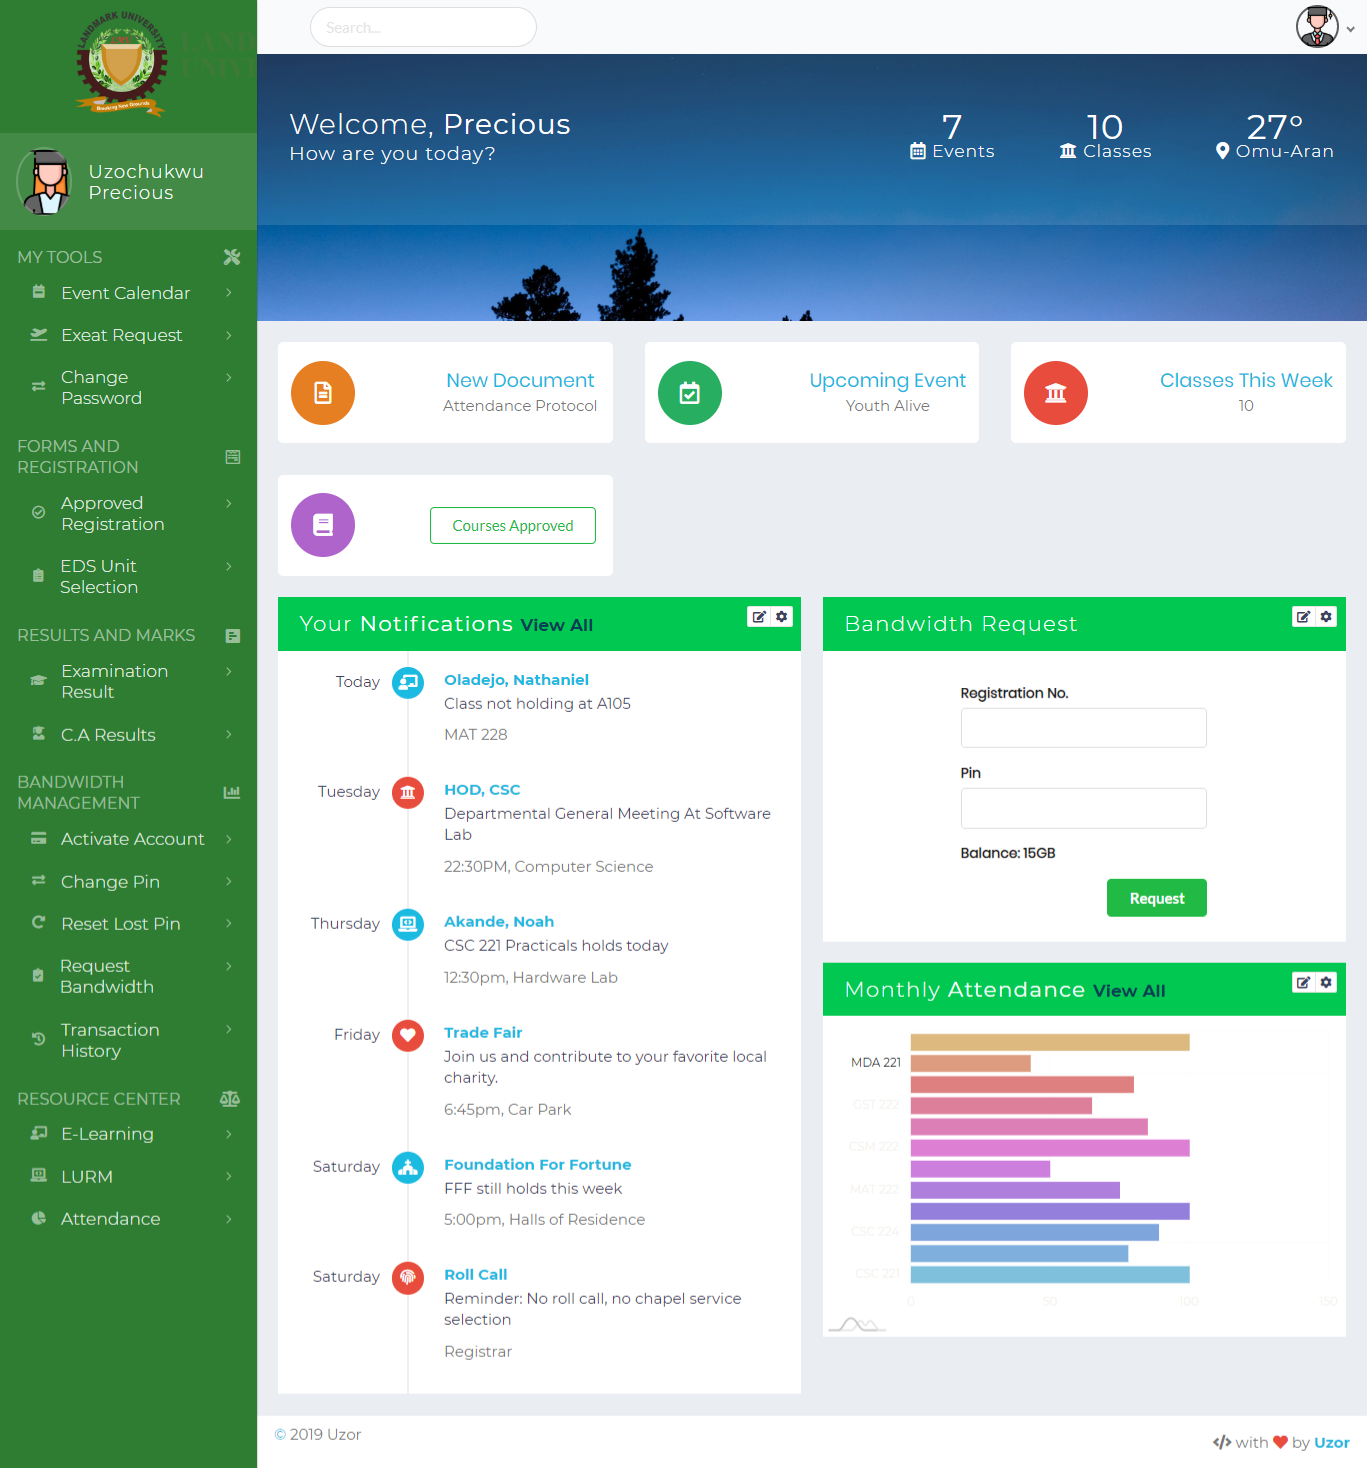 LANDMARK UNIVERSITY
Breaking New Grounds
Search...
Uzochukwu
Precious
MY TOOLS
Event Calendar
Exeat Request
Change
Password
FORMS AND
REGISTRATION
Approved
Registration
EDS Unit
Selection
RESULTS AND MARKS
Examination
Result
C.A Results
BANDWIDTH
MANAGEMENT
Activate Account
Change Pin
Reset Lost Pin
Request
Bandwidth
Transaction
History
RESOURCE CENTER
E-Learning
LURM
Attendance
Welcome, Precious
How are you today?
7
Events
10
Classes
27°
Omu-Aran
New Document
Attendance Protocol
Upcoming Event
Youth Alive
Classes This Week
10
Courses Approved
Your Notifications View All
Today
Oladejo, Nathaniel
Class not holding at A105
MAT 228
Tuesday
HOD, CSC
Departmental General Meeting At Software
Lab
22:30PM, Computer Science
Thursday
Akande, Noah
CSC 221 Practicals holds today
12:30pm, Hardware Lab
Friday
Trade Fair
Join us and contribute to your favorite local
charity.
6:45pm, Car Park
Saturday
Foundation For Fortune
FFF still holds this week
5:00pm, Halls of Residence
Saturday
Roll Call
Reminder: No roll call, no chapel service
selection
Registrar
Bandwidth Request
Registration No.
Pin
Balance: 15GB
Request
Monthly Attendance View All
MDA 221
GST 222
CSM 222
MAT 222
CSC 224
CSC 221
0 50 100 150
© 2019 Uzor
with by Uzor